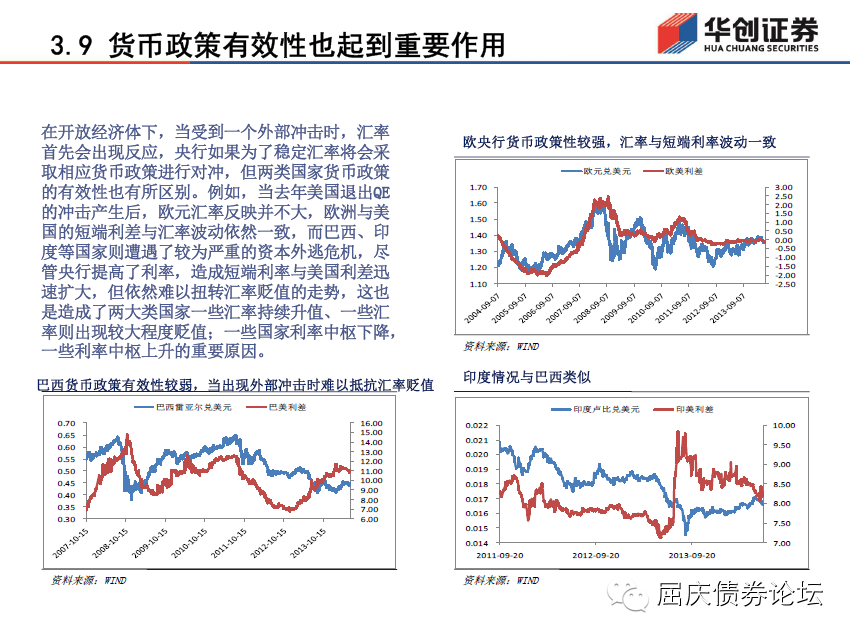 3.9 货币政策有效性也起到重要作用
华创证券
HUA CHUANG SECURITIES
在开放经济体下，当受到一个外部冲击时，汇率
首先会出现反应，央行如果为了稳定汇率将会采
取相应货币政策进行对冲，但两类国家货币政策
的有效性也有所区别。例如，当去年美国退出QE
的冲击产生后，欧元汇率反映并不大，欧洲与美
国的短端利差与汇率波动依然一致，而巴西、印
度等国家则遭遇了较为严重的资本外逃危机，尽
管央行提高了利率，造成短端利率与美国利差迅
速扩大，但依然难以扭转汇率贬值的走势，这也
是造成了两大类国家一些汇率持续升值、一些汇
率则出现较大程度贬值；一些国家利率中枢下降，
一些利率中枢上升的重要原因。
欧央行货币政策性较强，汇率与短端利率波动一致
欧元兑美元 欧美利差
1.70 3.00
1.60 2.50
1.50 2.00
1.40 1.50
1.30 1.00
1.20 0.50
1.10 0.00
-0.50
-1.00
-1.50
-2.00
-2.50
2004-09-07 2005-09-07 2006-09-07 2007-09-07 2008-09-07 2009-09-07 2010-09-07 2011-09-07 2012-09-07 2013-09-07
资料来源：WIND
巴西货币政策有效性较弱，当出现外部冲击时难以抵抗汇率贬值
巴西雷亚尔兑美元 巴美利差
0.70 16.00
0.65 15.00
0.60 14.00
0.55 13.00
0.50 12.00
0.45 11.00
0.40 10.00
0.35 9.00
0.30 8.00
7.00
6.00
2007-10-15 2008-10-15 2009-10-15 2010-10-15 2011-10-15 2012-10-15 2013-10-15
资料来源：WIND
印度情况与巴西类似
印度卢比兑美元 印美利差
0.022 10.00
0.021 9.50
0.020 9.00
0.019 8.50
0.018 8.00
0.017 7.50
0.016 7.00
0.015
0.014
2011-09-20 2012-09-20 2013-09-20
资料来源：WIND
屈庆债券论坛